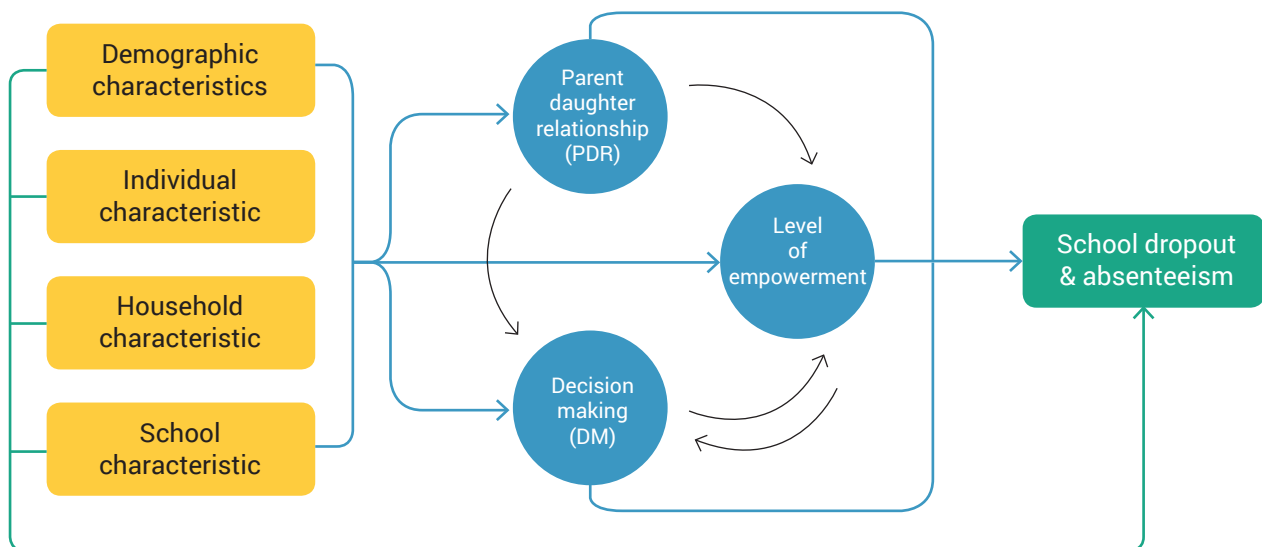 Demographic
characteristics
Individual
characteristic
Household
characteristic
School
characteristic
Parent
daughter
relationship
(PDR)
Decision
making
(DM)
Level
of
empowerment
School dropout
& absenteeism